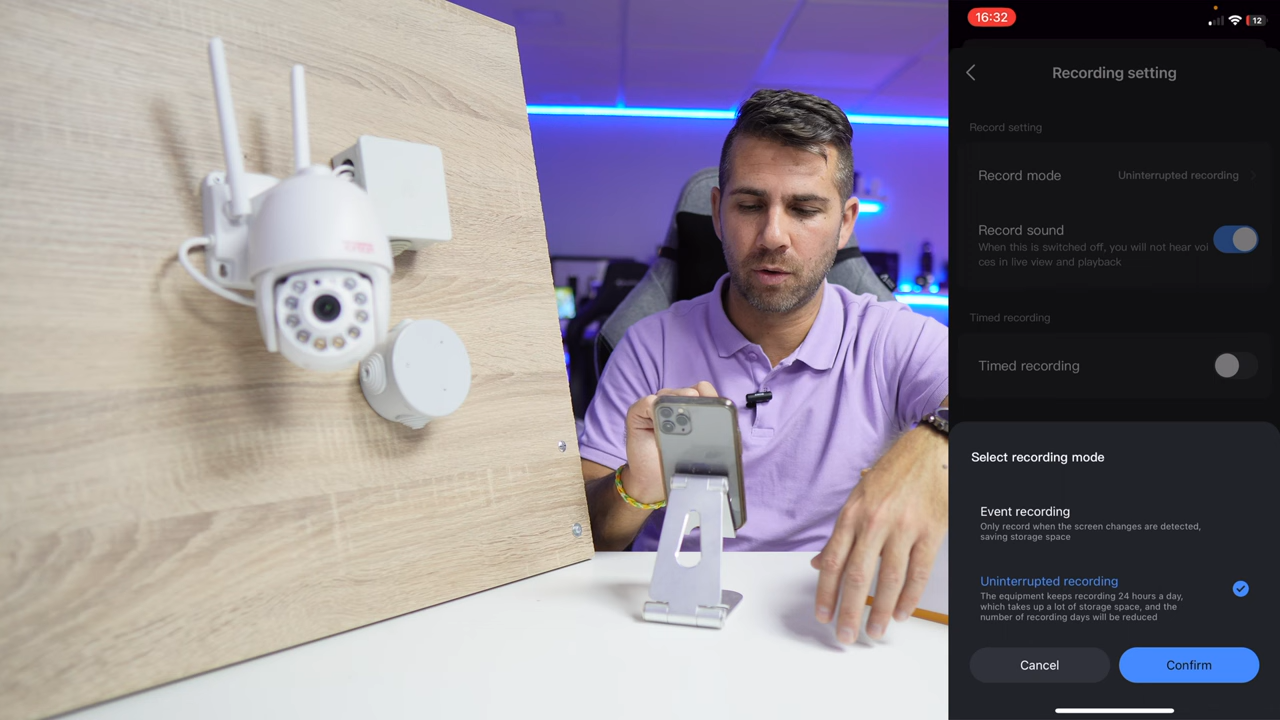 16:32
12
Recording setting
Record setting
Record mode
Uninterrupted recording
Record sound
When this is switched off, you will not hear voi
ces in live view and playback
Timed recording
Timed recording
Select recording mode
Event recording
Only record when the screen changes are detected,
saving storage space
Uninterrupted recording
The equipment keeps recording 24 hours a day,
which takes up a lot of storage space, and the
number of recording days will be reduced
Cancel
Confirm